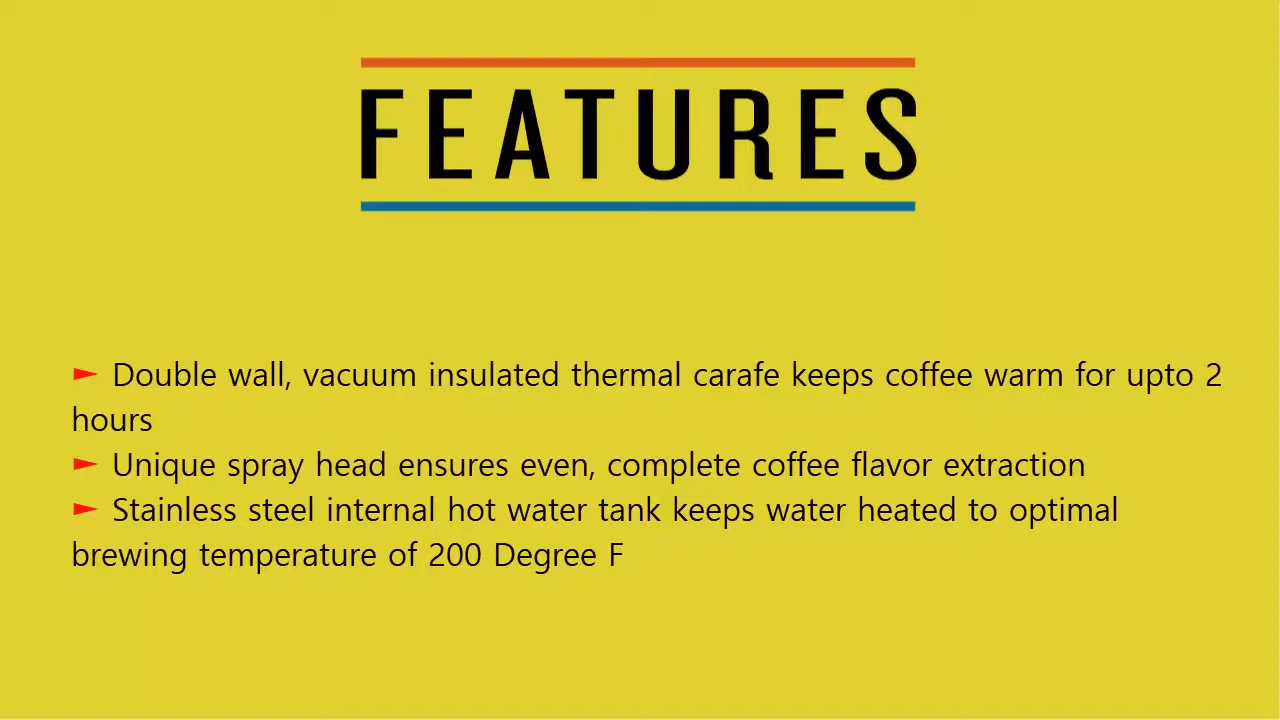 FEATURES
► Double wall, vacuum insulated thermal carafe keeps coffee warm for upto 2
hours
► Unique spray head ensures even, complete coffee flavor extraction
► Stainless steel internal hot water tank keeps water heated to optimal
brewing temperature of 200 Degree F